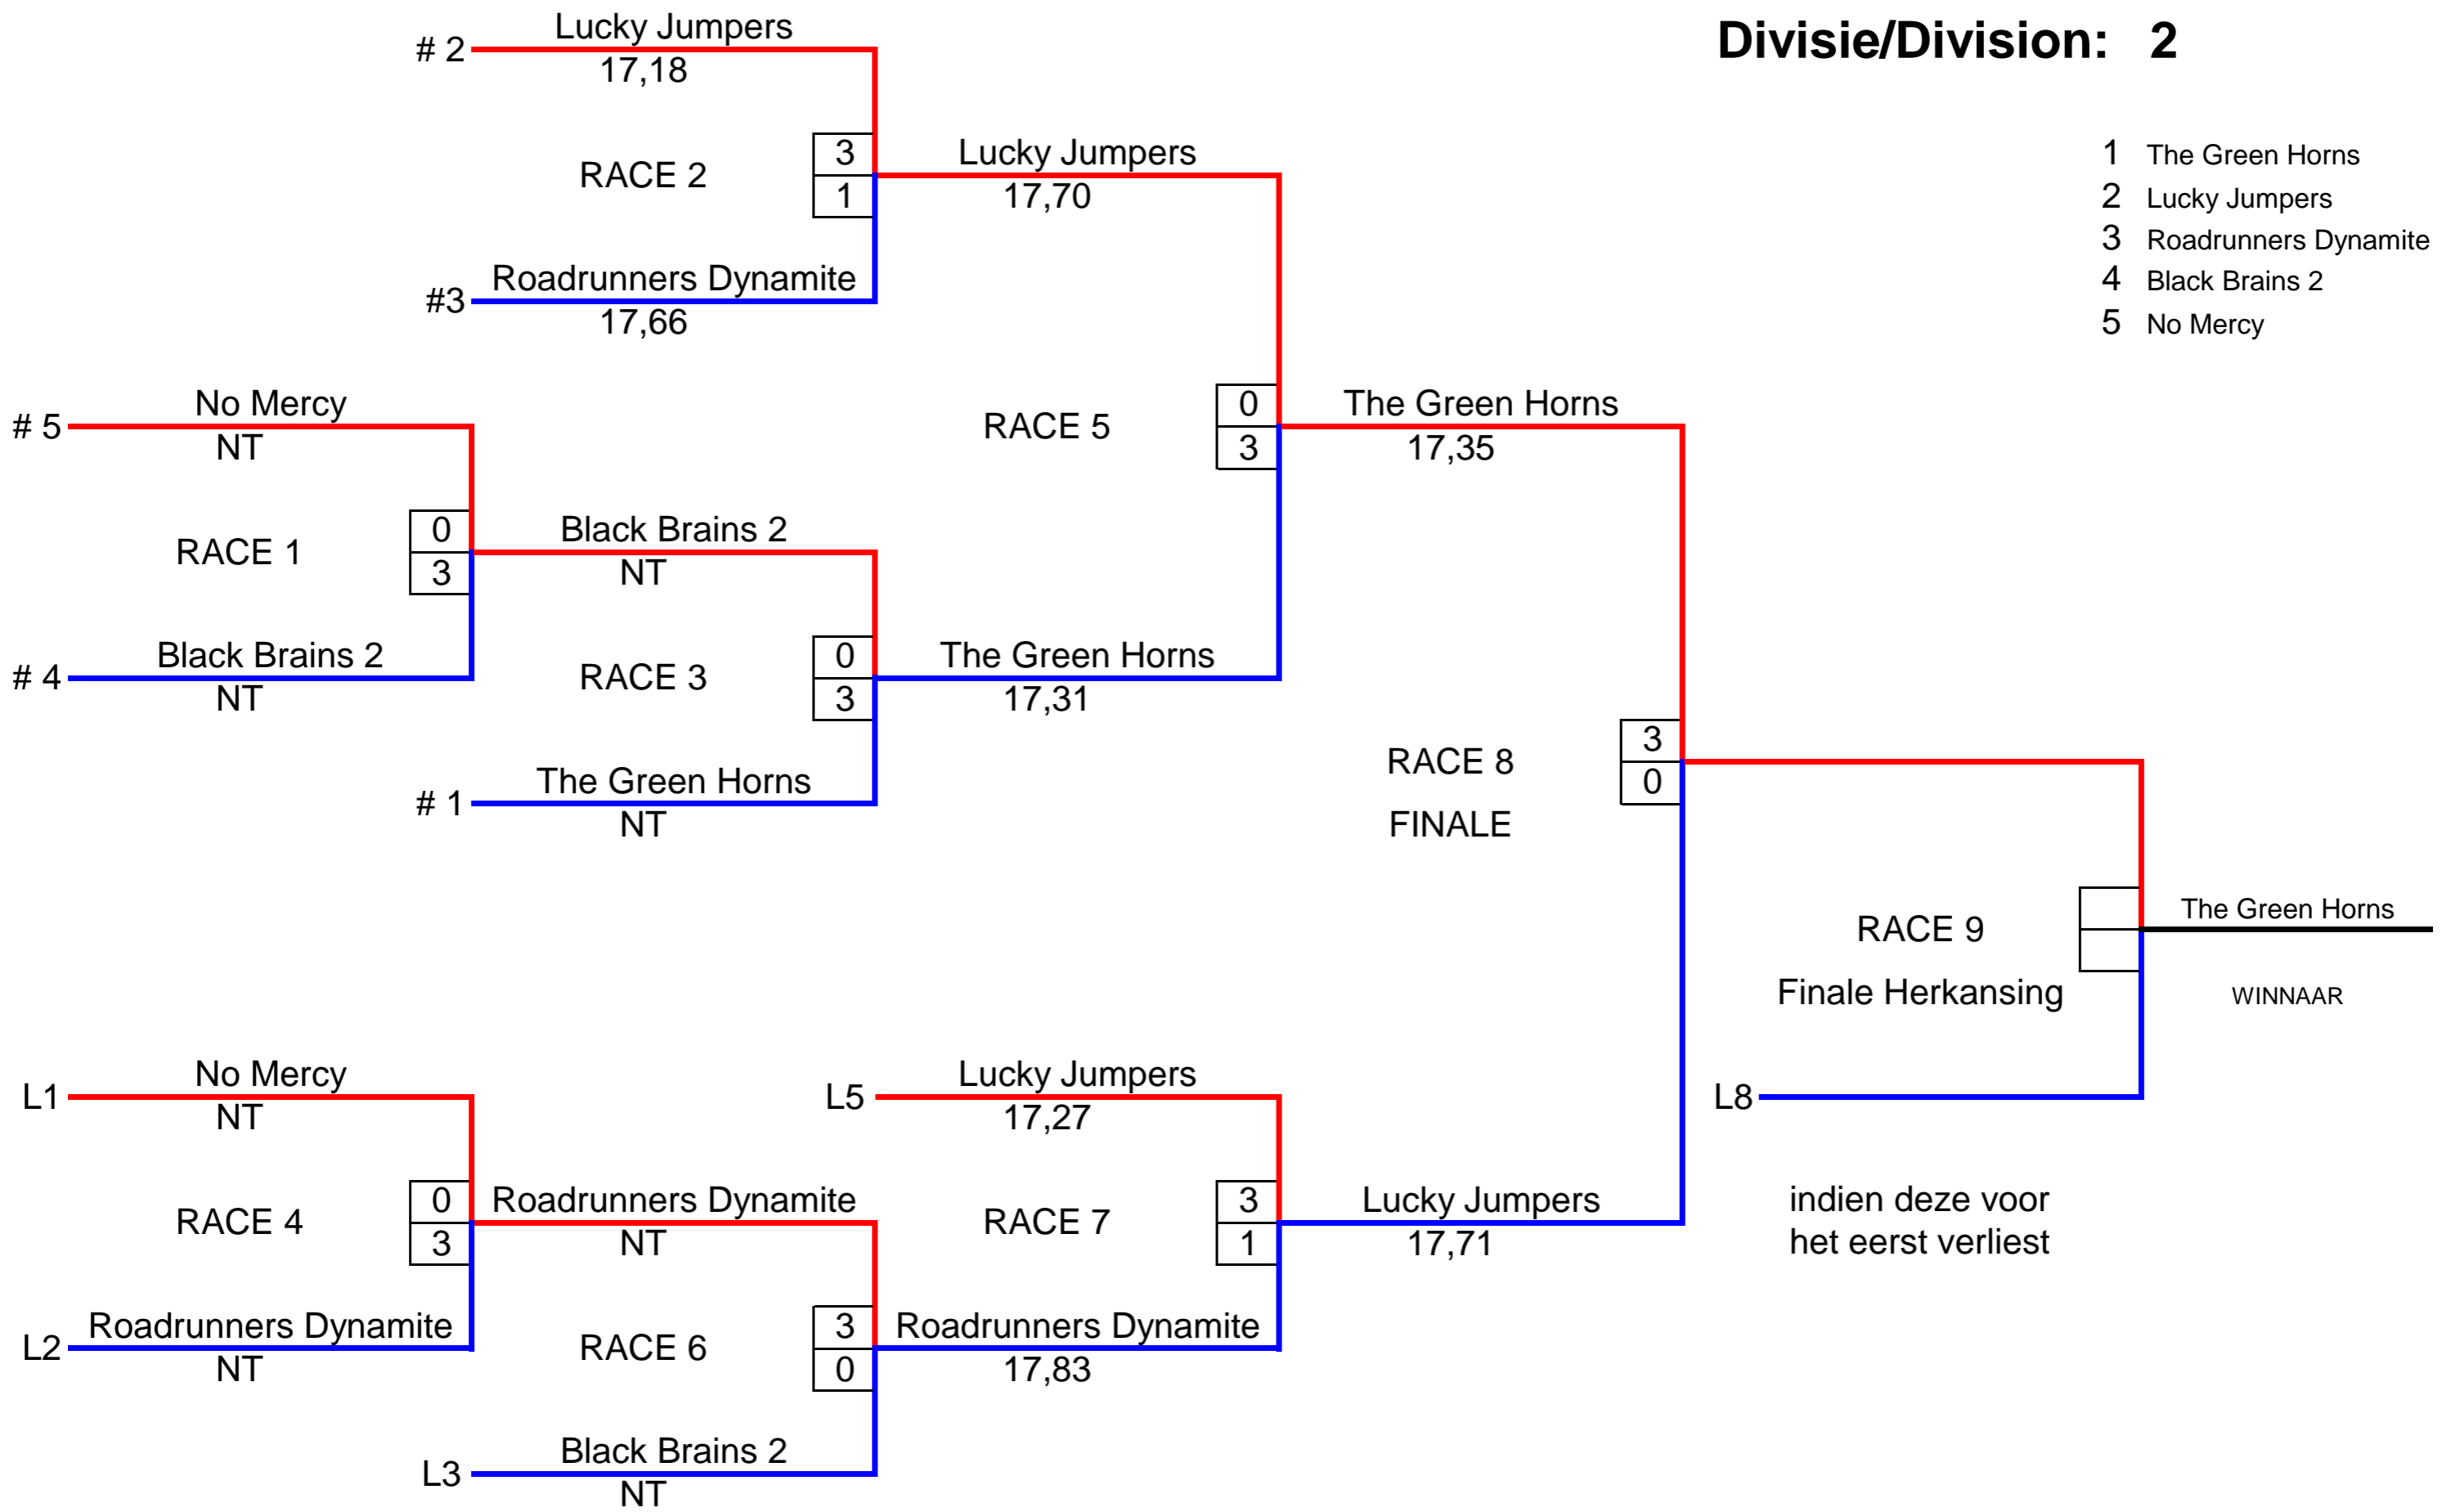 Divisie/Division: 2
1 The Green Horns
2 Lucky Jumpers
3 Roadrunners Dynamite
4 Black Brains 2
5 No Mercy
# 2 Lucky Jumpers
17,18
RACE 2
3
1
#3 Roadrunners Dynamite
17,66
# 5 No Mercy
NT
RACE 1
0
3
# 4 Black Brains 2
NT
Black Brains 2
NT
RACE 3
0
3
# 1 The Green Horns
NT
Lucky Jumpers
17,70
RACE 5
0
3
The Green Horns
17,31
The Green Horns
17,35
RACE 8
FINALE
3
0
L1 No Mercy
NT
RACE 4
0
3
L2 Roadrunners Dynamite
NT
Roadrunners Dynamite
NT
RACE 6
3
0
L3 Black Brains 2
NT
L5 Lucky Jumpers
17,27
RACE 7
3
1
Roadrunners Dynamite
17,83
Lucky Jumpers
17,71
RACE 9
Finale Herkansing
The Green Horns
WINNAAR
L8
indien deze voor
het eerst verliest